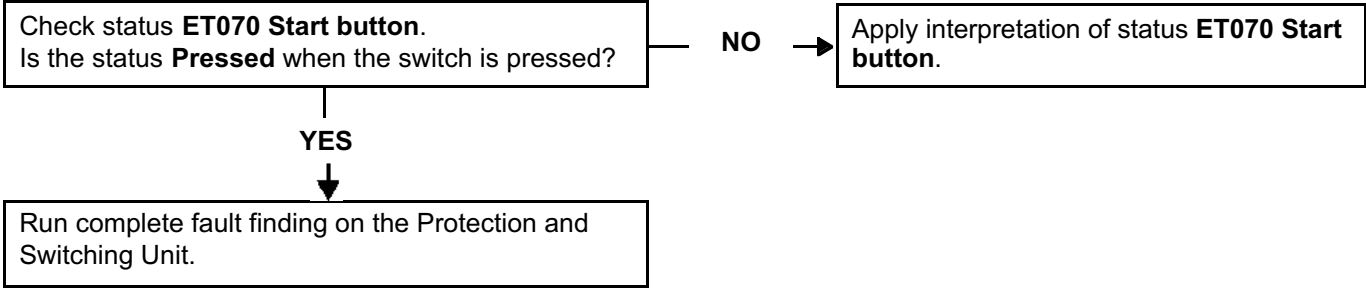 Check status ET070 Start button.
Is the status Pressed when the switch is pressed?
NO
Apply interpretation of status ET070 Start
button.
YES
Run complete fault finding on the Protection and
Switching Unit.